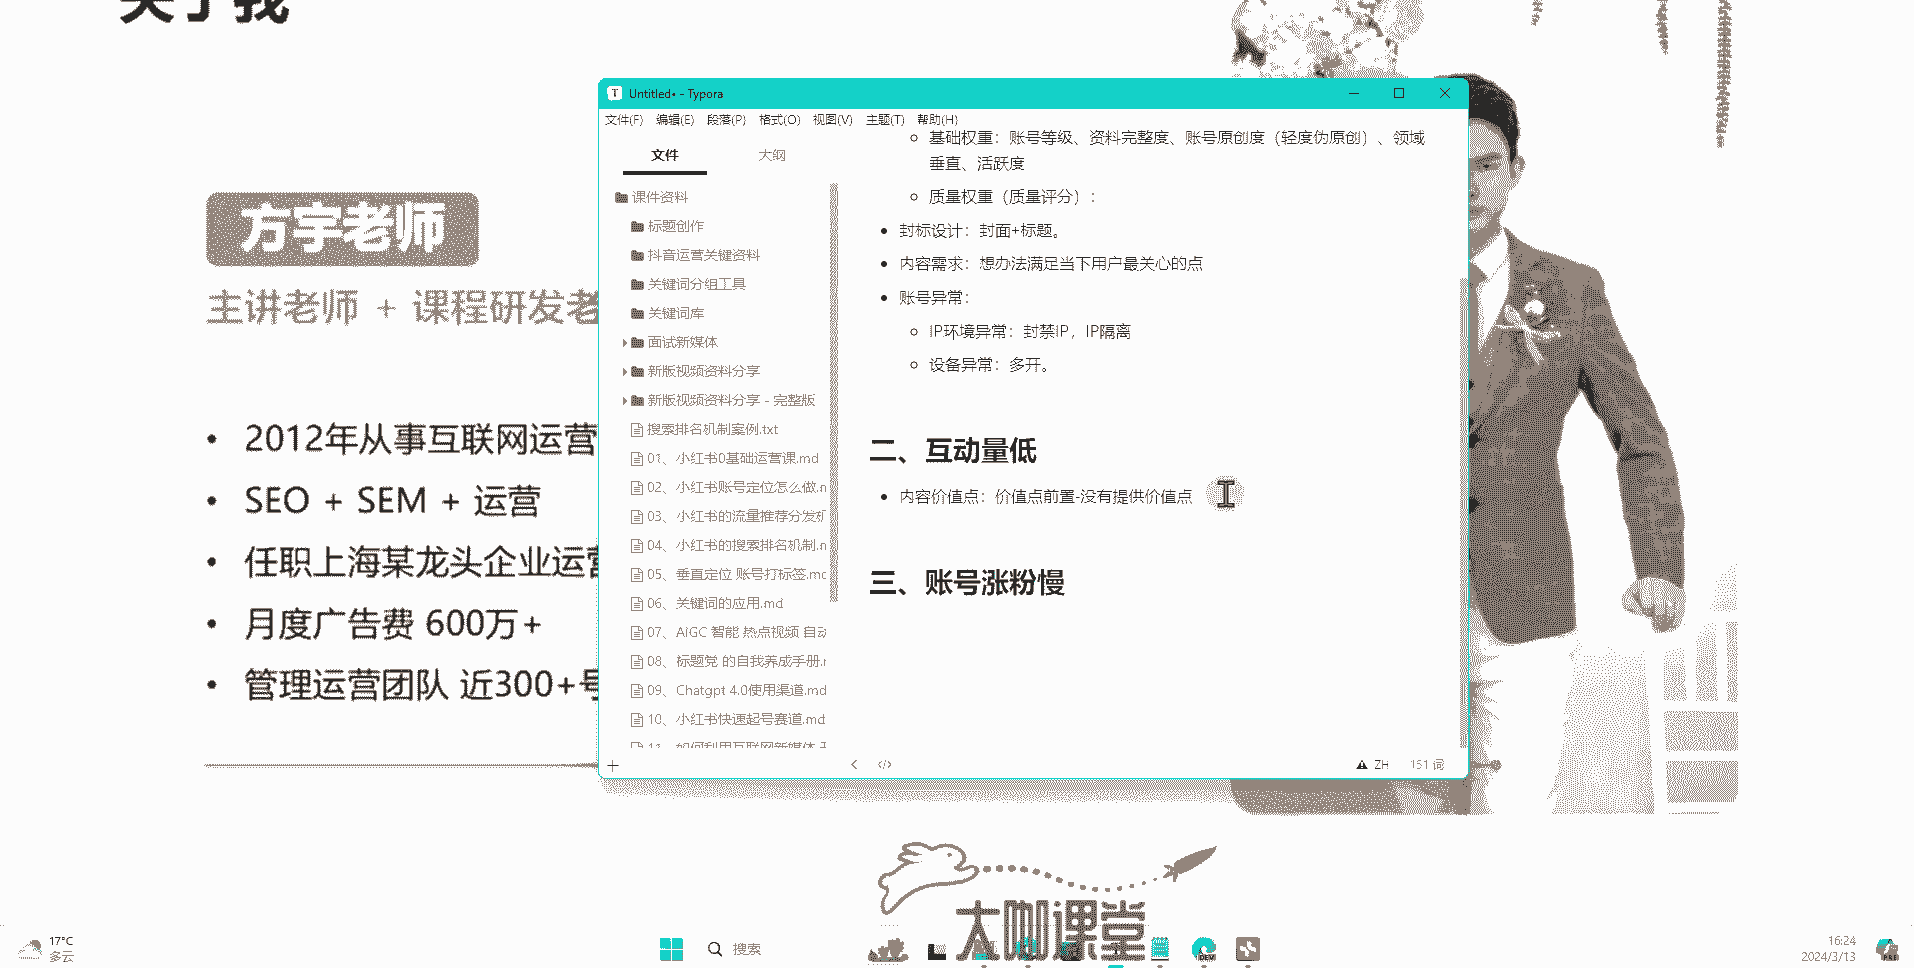 关于我
方宇老师
主讲老师 + 课程研发老
2012年从事互联网运营
SEO + SEM + 运营
任职上海某龙头企业运营
月度广告费 600万+
管理运营团队 近300+号
Untitled• - Typora
文件(F) 编辑(E) 段落(P) 格式(O) 视图(V) 主题(T) 帮助(H)
文件 大纲
课件资料
标题创作
抖音运营关键资料
关键词分组工具
关键词库
面试新媒体
新版视频资料分享
新版视频资料分享 - 完整版
搜索排名机制案例.txt
01、小红书0基础运营课.md
02、小红书账号定位怎么做.n
03、小红书的流量推荐分发机
04、小红书的搜索排名机制.n
05、垂直定位 账号打标签.mc
06、关键词的应用.md
07、AIGC 智能 热点视频 自动
08、标题党 的自我养成手册.r
09、Chatgpt 4.0使用渠道.md
10、小红书快速起号赛道.md
11、如何利用互联网新媒体
基础权重：账号等级、资料完整度、账号原创度（轻度伪原创）、领域
垂直、活跃度
质量权重（质量评分）：
封标设计：封面+标题。
内容需求：想办法满足当下用户最关心的点
账号异常：
IP环境异常：封禁IP，IP隔离
设备异常：多开。
二、互动量低
内容价值点：价值点前置-没有提供价值点
三、账号涨粉慢
ZH 151 词
大咖课堂
17°C
多云
搜索
DEV
16:24
2024/3/13
PRE